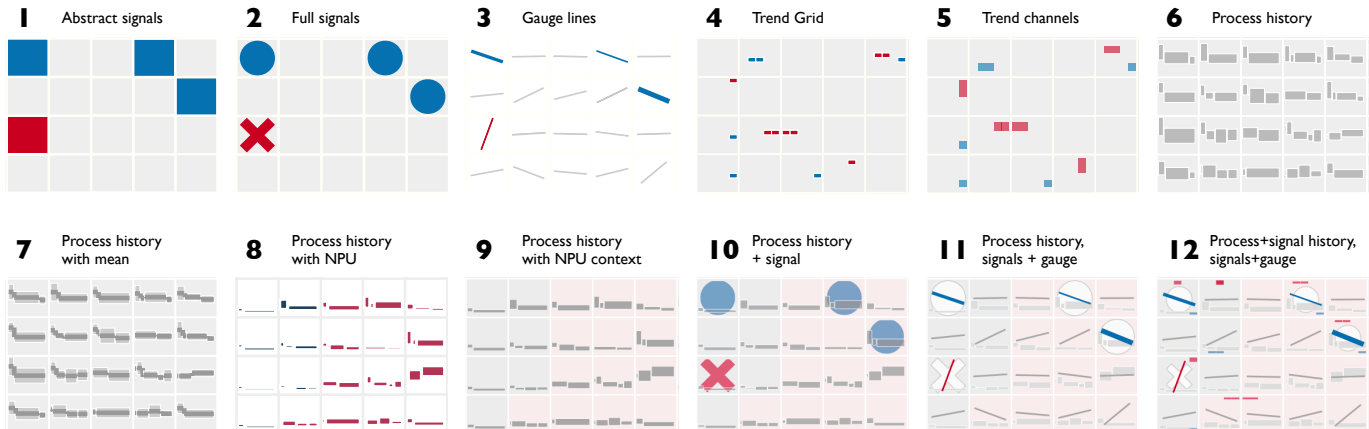 1 Abstract signals
2 Full signals
3 Gauge lines
4 Trend Grid
5 Trend channels
6 Process history
7 Process history
with mean
8 Process history
with NPU
9 Process history
with NPU context
10 Process history
+ signal
11 Process history,
signals + gauge
12 Process+signal history,
signals+gauge